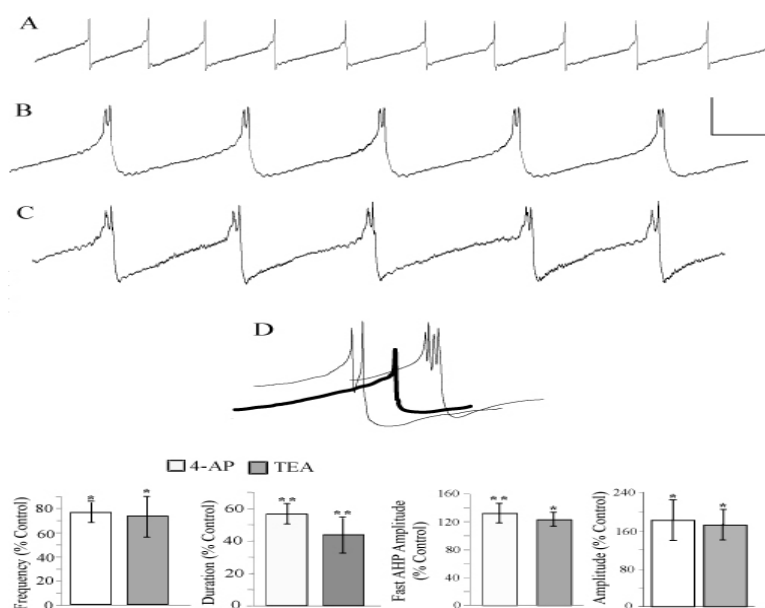 A
B
C
D
4-AP TEA
Frequency (% Control)
80
60
40
20
0
*
*
Duration (% Control)
60
40
20
0
**
**
Fast AHP Amplitude
(% Control)
160
120
80
40
0
**
*
Amplitude (% Control)
240
160
80
0
*
*